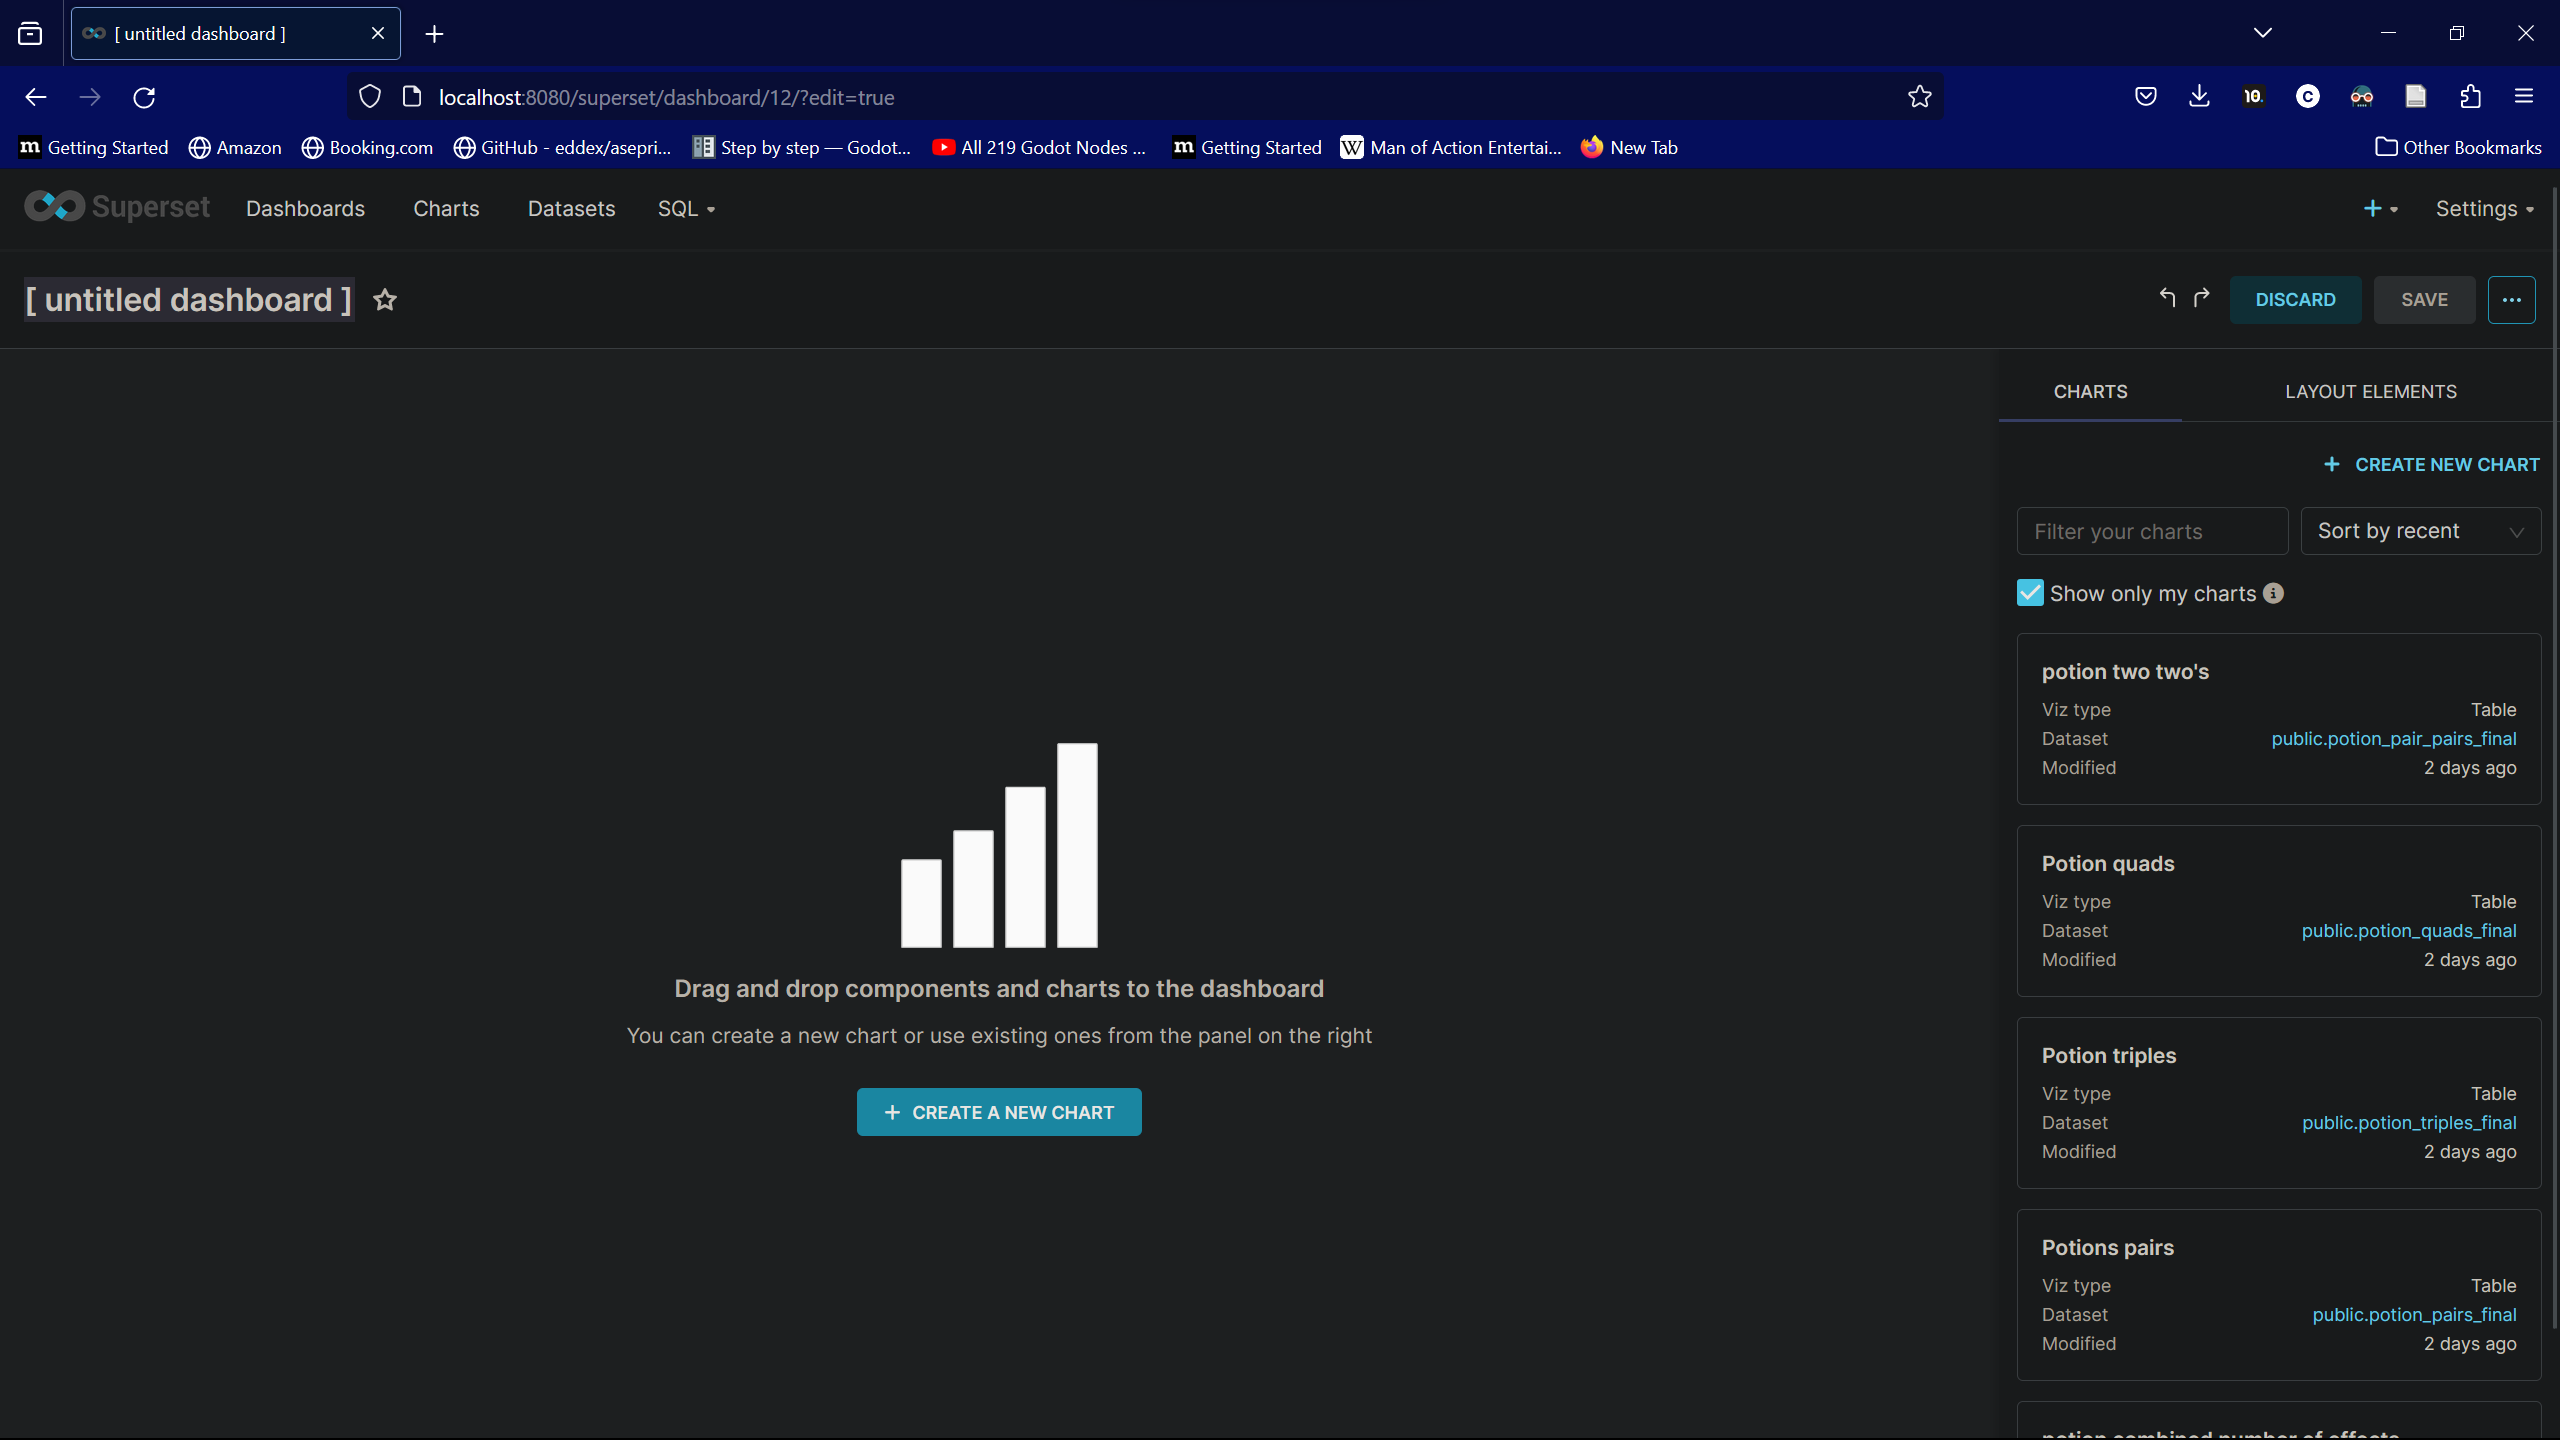 [ untitled dashboard ]
localhost:8080/superset/dashboard/12/?edit=true
10.
C
m Getting Started
Amazon
Booking.com
GitHub - eddex/asepri...
Step by step — Godot...
All 219 Godot Nodes ...
m Getting Started
W Man of Action Entertai...
New Tab
Other Bookmarks
Superset
Dashboards
Charts
Datasets
SQL
Settings
[ untitled dashboard ]
DISCARD
SAVE
CHARTS
LAYOUT ELEMENTS
+ CREATE NEW CHART
Filter your charts
Sort by recent
Show only my charts
potion two two's
Viz type Table
Dataset public.potion_pair_pairs_final
Modified 2 days ago
Potion quads
Viz type Table
Dataset public.potion_quads_final
Modified 2 days ago
Potion triples
Viz type Table
Dataset public.potion_triples_final
Modified 2 days ago
Potions pairs
Viz type Table
Dataset public.potion_pairs_final
Modified 2 days ago
potion combined number of effects
Drag and drop components and charts to the dashboard
You can create a new chart or use existing ones from the panel on the right
+ CREATE A NEW CHART